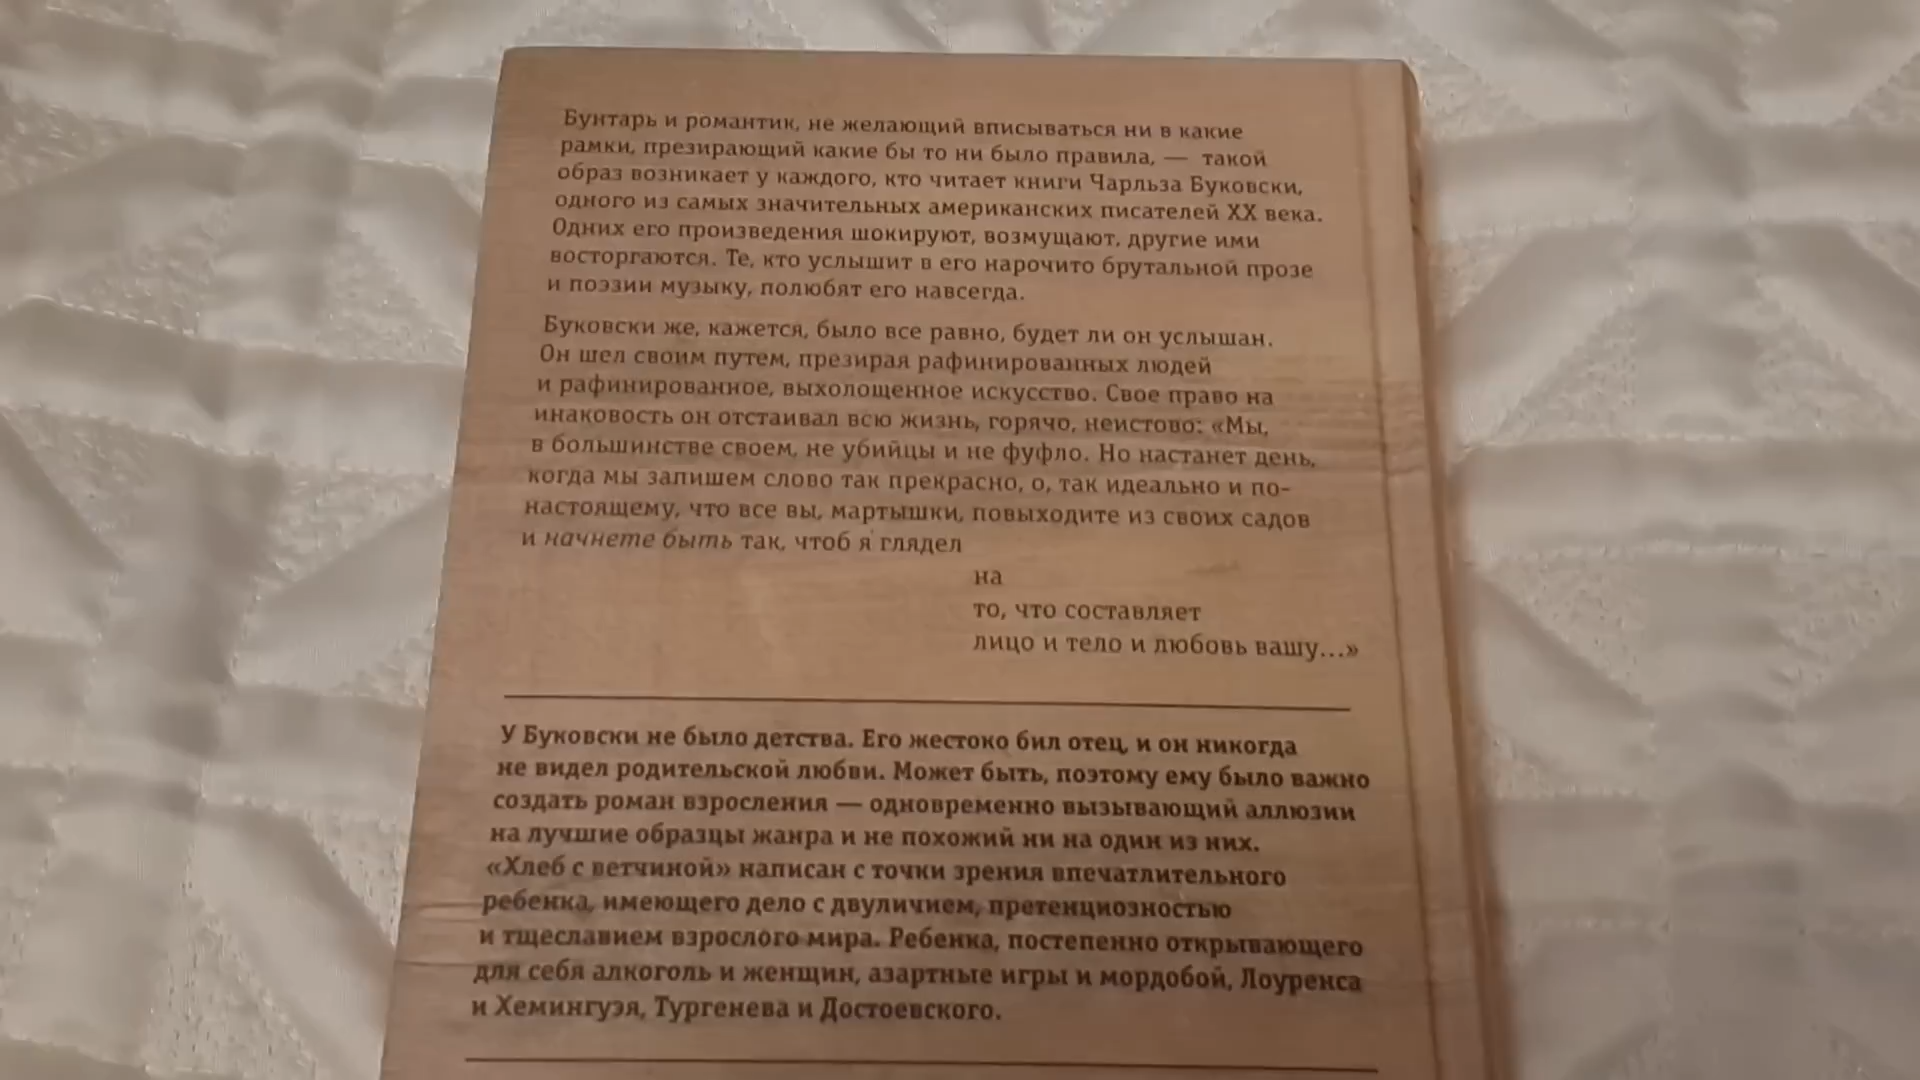 Бунтарь и романтик, не желающий вписываться ни в какие
рамки, презирающий какие бы то ни было правила, — такой
образ возникает у каждого, кто читает книги Чарльза Буковски,
одного из самых значительных американских писателей XX века.
Одних его произведения шокируют, возмущают, другие ими
восторгаются. Те, кто услышит в его нарочито брутальной прозе
и поэзии музыку, полюбят его навсегда.
Буковски же, кажется, было все равно, будет ли он услышан.
Он шел своим путем, презирая рафинированных людей
и рафинированное, выхолощенное искусство. Свое право на
инаковость он отстаивал всю жизнь, горячо, неистово: «Мы,
в большинстве своем, не убийцы и не фуфло. Но настанет день,
когда мы запишем слово так прекрасно, о, так идеально и по-
настоящему, что все вы, мартышки, повыходите из своих садов
и начнете быть так, чтоб я глядел
на
то, что составляет
лицо и тело и любовь вашу...»
У Буковски не было детства. Его жестоко бил отец, и он никогда
не видел родительской любви. Может быть, поэтому ему было важно
создать роман взросления — одновременно вызывающий аллюзии
на лучшие образцы жанра и не похожий ни на один из них.
«Хлеб с ветчиной» написан с точки зрения впечатлительного
ребенка, имеющего дело с двуличием, претенциозностью
и тщеславием взрослого мира. Ребенка, постепенно открывающего
для себя алкоголь и женщин, азартные игры и мордобой, Лоуренса
и Хемингуэя, Тургенева и Достоевского.